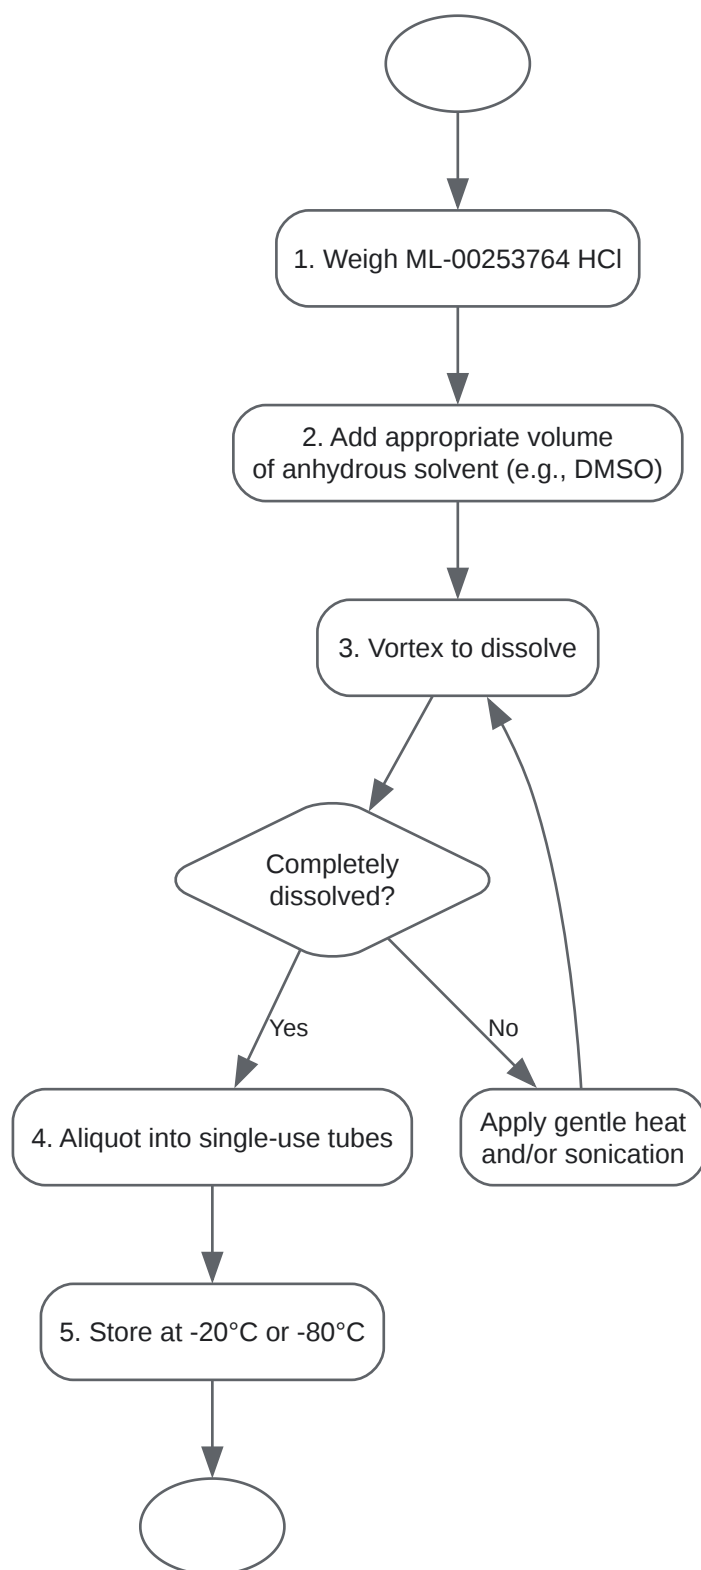 1. Weigh ML-00253764 HCl
2. Add appropriate volume
of anhydrous solvent (e.g., DMSO)
3. Vortex to dissolve
Completely
dissolved?
Yes
No
4. Aliquot into single-use tubes
Apply gentle heat
and/or sonication
5. Store at -20°C or -80°C